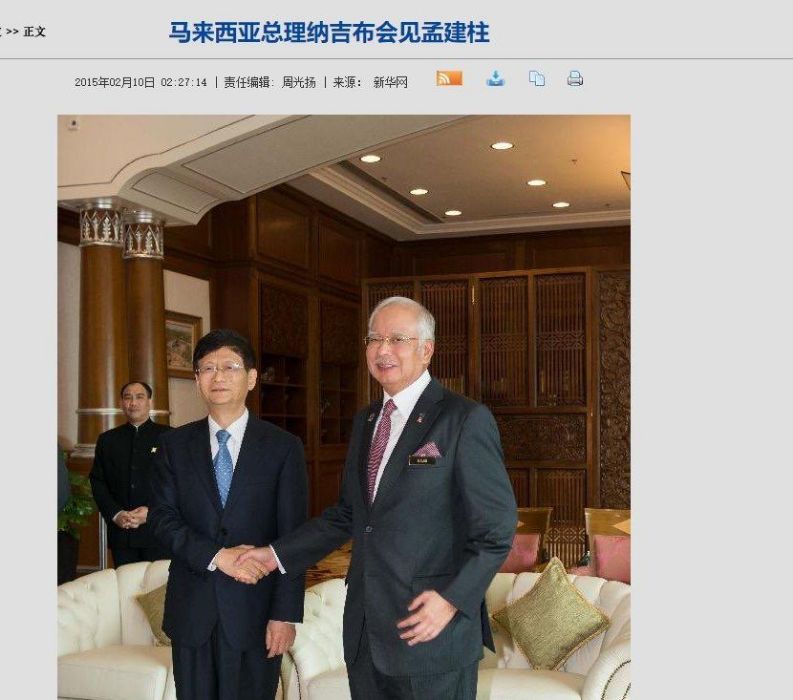 >> 正文
马来西亚总理纳吉布会见孟建柱
2015年02月10日 02:27:14 | 责任编辑: 周光扬 | 来源: 新华网